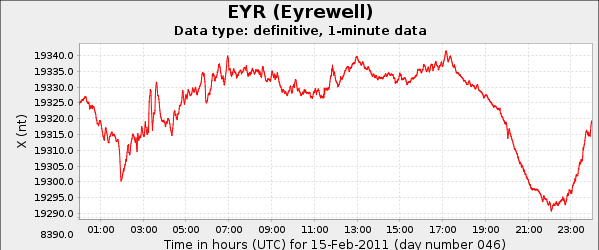 EYR (Eyrewell)
Data type: definitive, 1-minute data
X (nt)
19340.0
19335.0
19330.0
19325.0
19320.0
19315.0
19310.0
19305.0
19300.0
19295.0
19290.0
8390.0
01:00 03:00 05:00 07:00 09:00 11:00 13:00 15:00 17:00 19:00 21:00 23:00
Time in hours (UTC) for 15-Feb-2011 (day number 046)